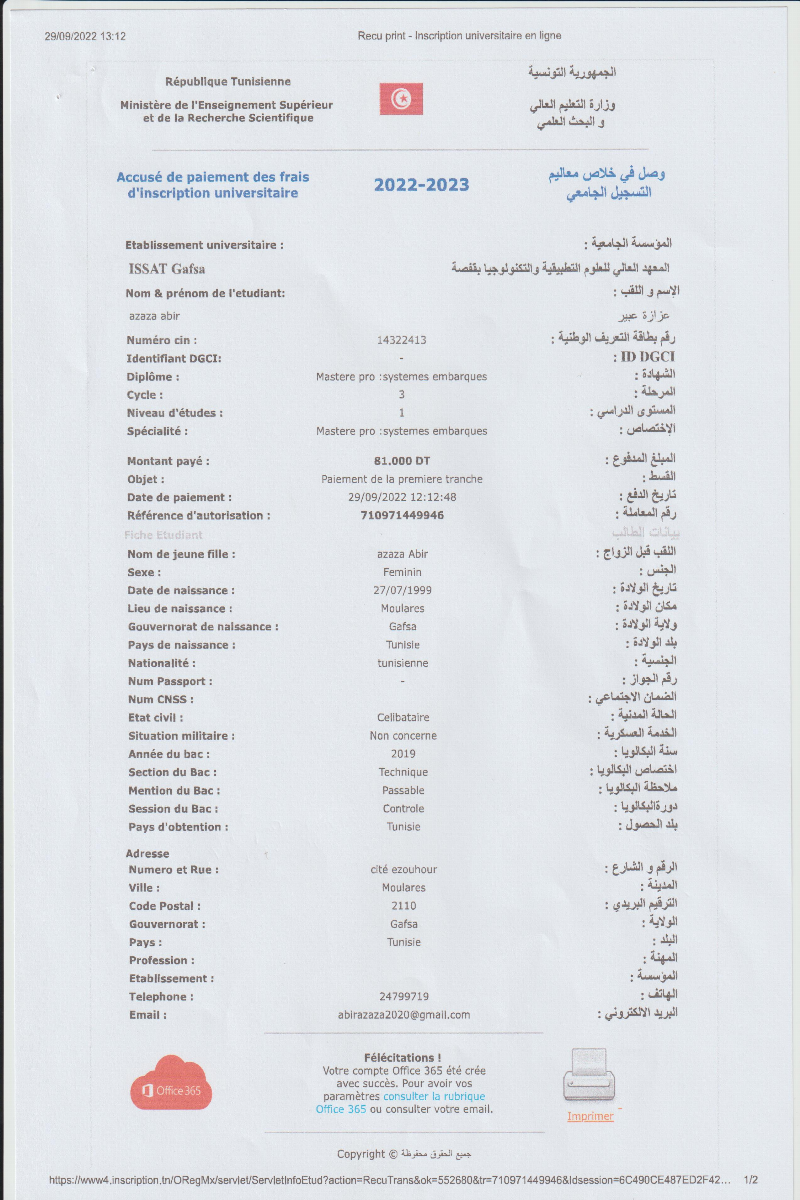 29/09/2022 13:12 Recu print - Inscription universitaire en ligne
République Tunisienne الجمهورية التونسية
Ministère de l'Enseignement Supérieur وزارة التعليم العالي
et de la Recherche Scientifique و البحث العلمي
Accusé de paiement des frais 2022-2023 وصل في خلاص معاليم
d'inscription universitaire التسجيل الجامعي
Etablissement universitaire : المؤسسة الجامعية :
ISSAT Gafsa المعهد العالي للعلوم التطبيقية والتكنولوجيا بقفصة
Nom & prénom de l'etudiant: الإسم و اللقب :
azaza abir عزازة عبير
Numéro cin : 14322413 رقم بطاقة التعريف الوطنية :
Identifiant DGCI: - ID DGCI :
Diplôme : Mastere pro :systemes embarques الشهادة :
Cycle : 3 المرحلة :
Niveau d'études : 1 المستوى الدراسي :
Spécialité : Mastere pro :systemes embarques الإختصاص :
Montant payé : 81.000 DT المبلغ المدفوع :
Objet : Paiement de la premiere tranche القسط :
Date de paiement : 29/09/2022 12:12:48 تاريخ الدفع :
Référence d'autorisation : 710971449946 رقم المعاملة :
Fiche Etudiant بيانات الطالب
Nom de jeune fille : azaza Abir اللقب قبل الزواج :
Sexe : Feminin الجنس :
Date de naissance : 27/07/1999 تاريخ الولادة :
Lieu de naissance : Moulares مكان الولادة :
Gouvernorat de naissance : Gafsa ولاية الولادة :
Pays de naissance : Tunisie بلد الولادة :
Nationalité : tunisienne الجنسية :
Num Passport : - رقم الجواز :
Num CNSS : الضمان الاجتماعي :
Etat civil : Celibataire الحالة المدنية :
Situation militaire : Non concerne الخدمة العسكرية :
Année du bac : 2019 سنة البكالويا :
Section du Bac : Technique اختصاص البكالويا :
Mention du Bac : Passable ملاحظة البكالويا :
Session du Bac : Controle دورةالبكالويا :
Pays d'obtention : Tunisie بلد الحصول :
Adresse
Numero et Rue : cité ezouhour الرقم و الشارع :
Ville : Moulares المدينة :
Code Postal : 2110 الترقيم البريدي :
Gouvernorat : Gafsa الولاية :
Pays : Tunisie البلد :
Profession : المهنة :
Etablissement : المؤسسة :
Telephone : 24799719 الهاتف :
Email : abirazaza2020@gmail.com البريد الالكتروني :
Félécitations !
Votre compte Office 365 été crée
avec succès. Pour avoir vos
paramètres consulter la rubrique
Office 365 ou consulter votre email.
Office 365
Imprimer
Copyright © جميع الحقوق محفوظة
https://www4.inscription.tn/ORegMx/servlet/ServletInfoEtud?action=RecuTrans&ok=552680&tr=710971449946&Idsession=6C490CE487ED2F42... 1/2